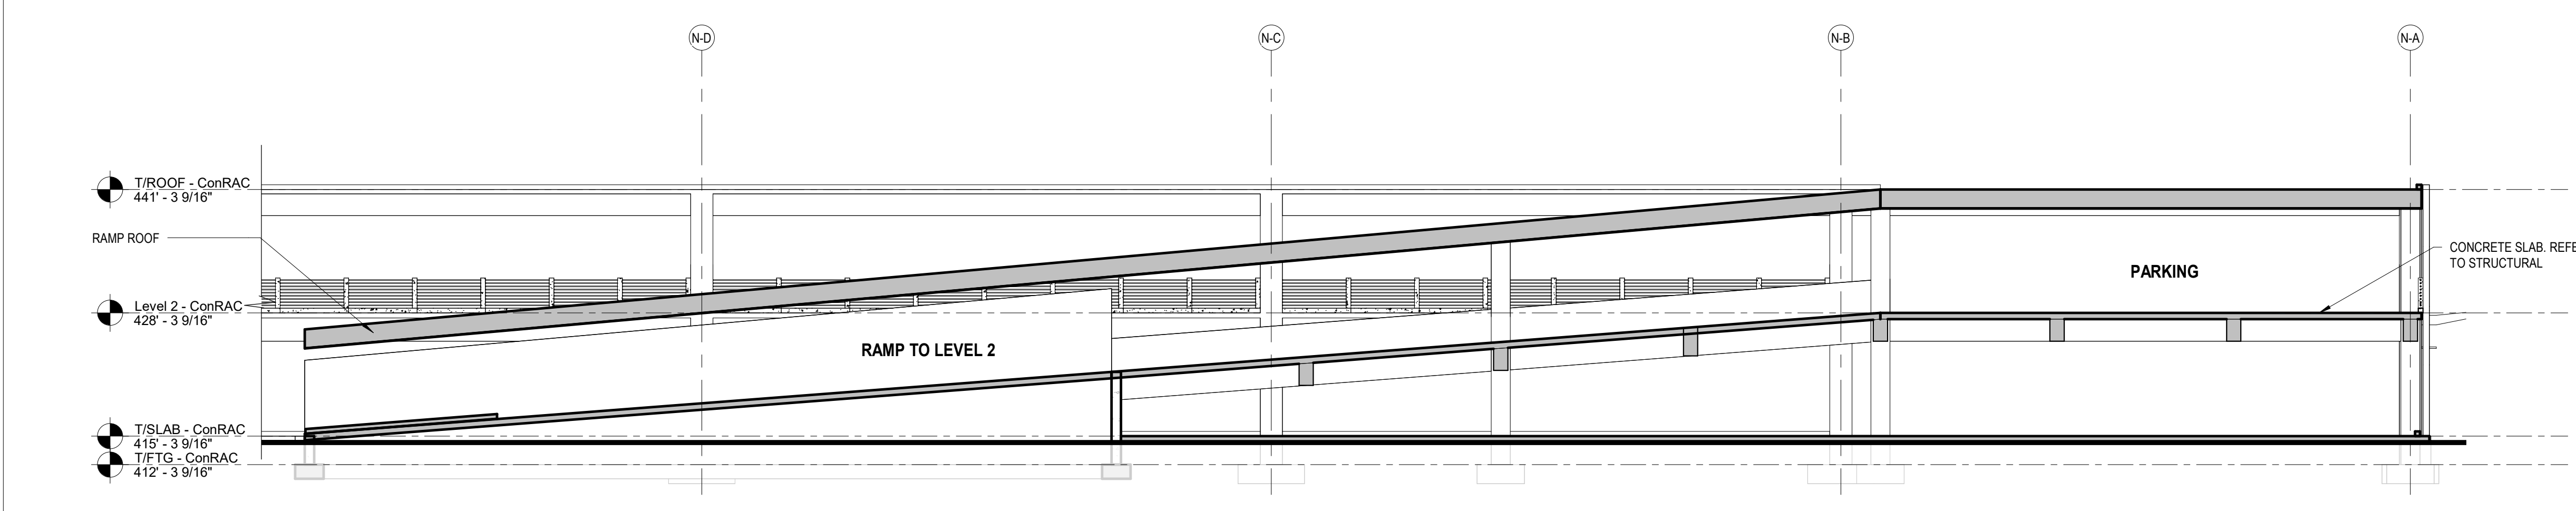 N-D
N-C
N-B
N-A
T/ROOF - ConRAC
441' - 3 9/16"
RAMP ROOF
CONCRETE SLAB. REFE
TO STRUCTURAL
PARKING
Level 2 - ConRAC
428' - 3 9/16"
RAMP TO LEVEL 2
T/SLAB - ConRAC
415' - 3 9/16"
T/FTG - ConRAC
412' - 3 9/16"